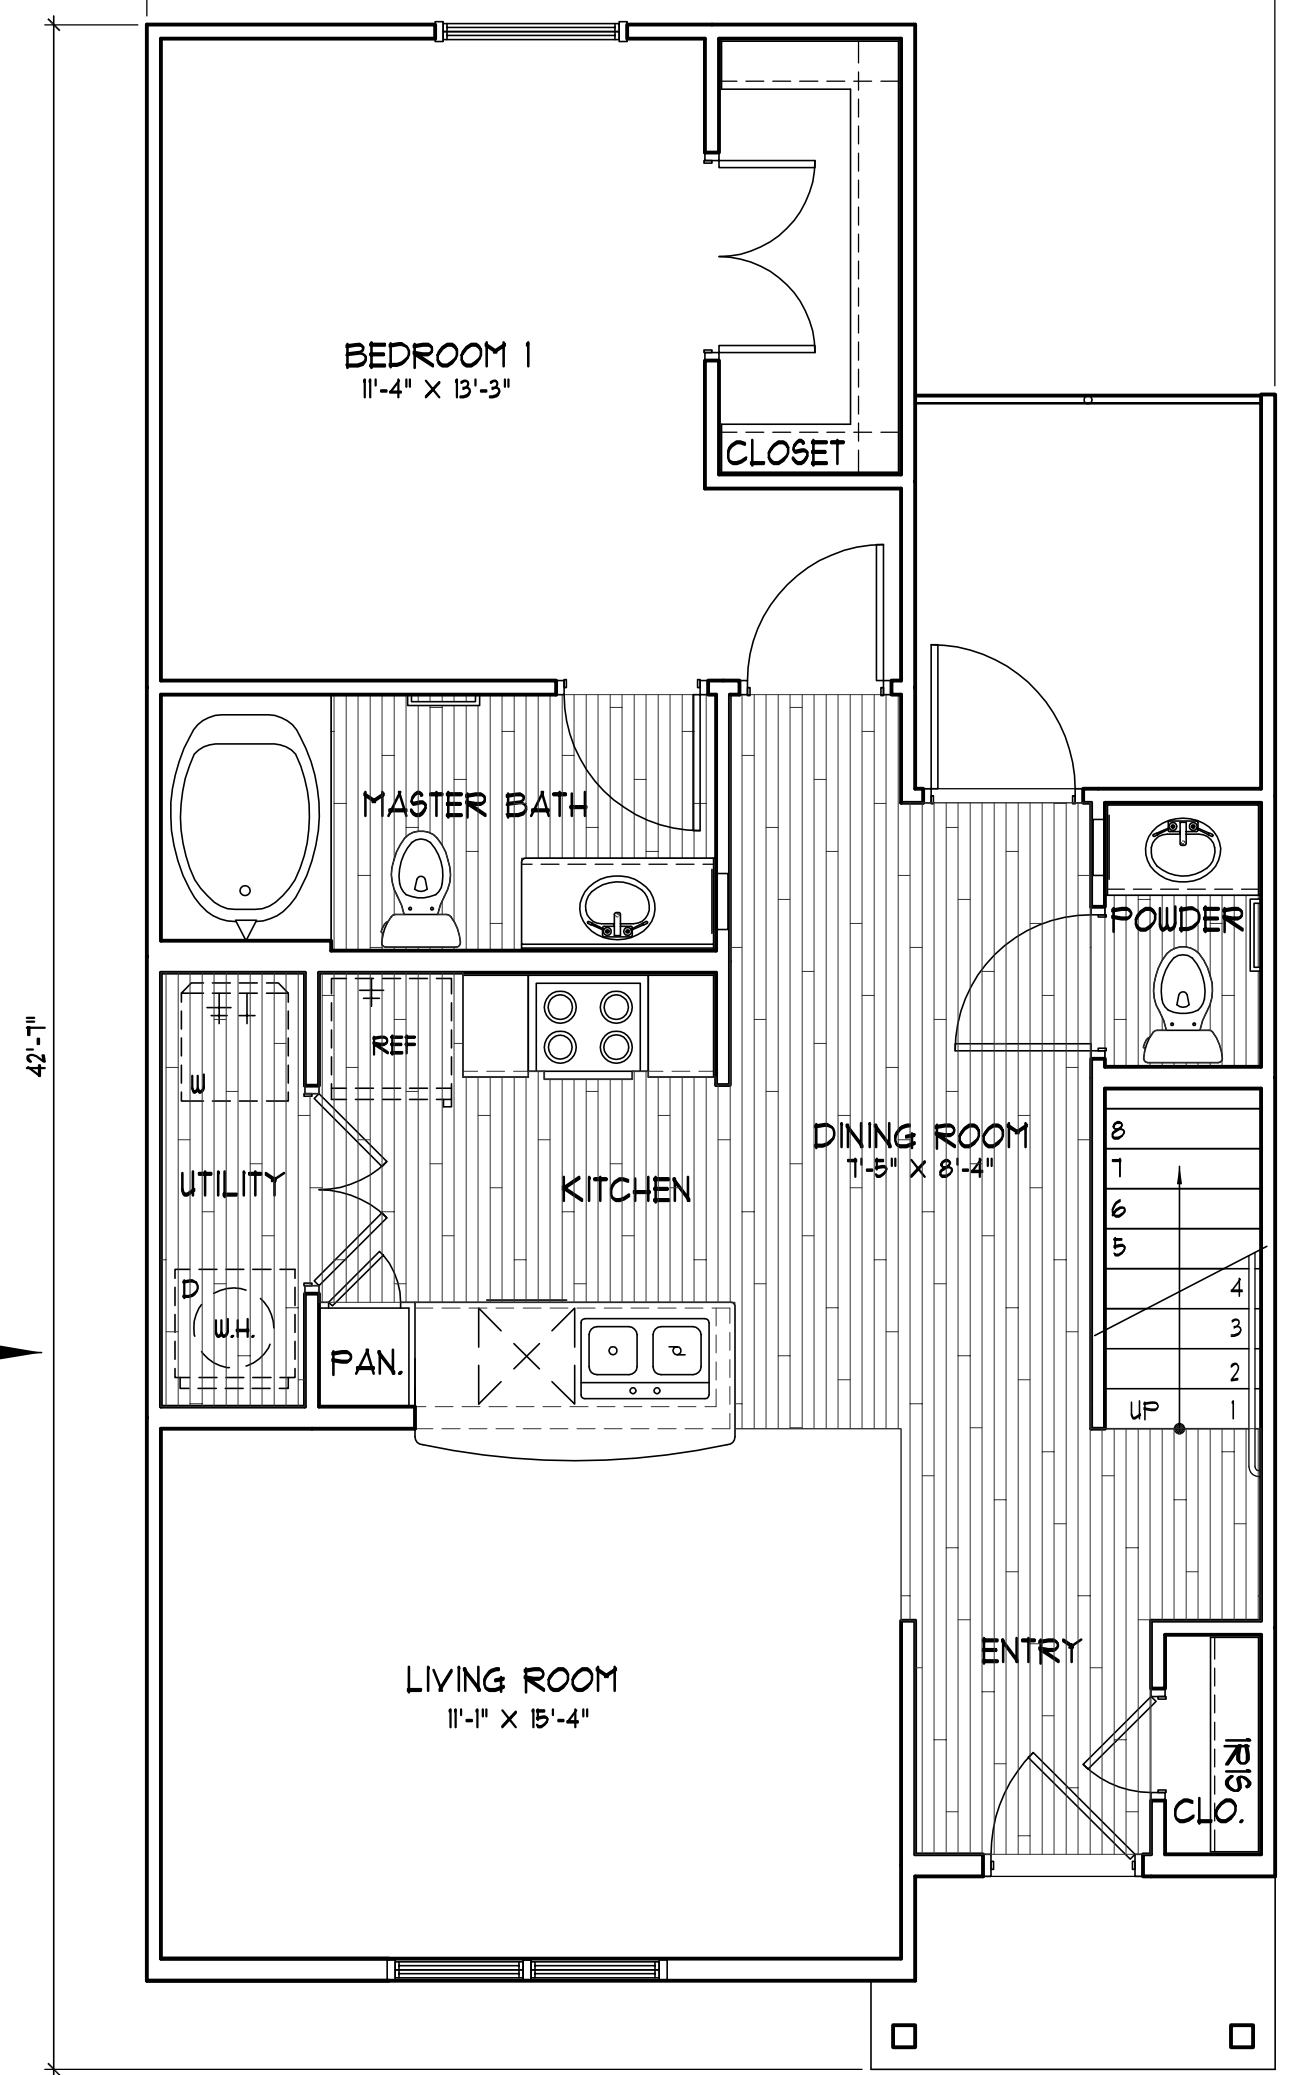 BEDROOM 1
11'-4" X 13'-3"
CLOSET
MASTER BATH
POWDER
42'-7"
REF
W
DINING ROOM
7'-5" X 8'-4"
UTILITY
KITCHEN
8
7
6
5
4
3
2
1
UP
D
W.H.
PAN.
ENTRY
LIVING ROOM
11'-1" X 15'-4"
IRIS
CLO.